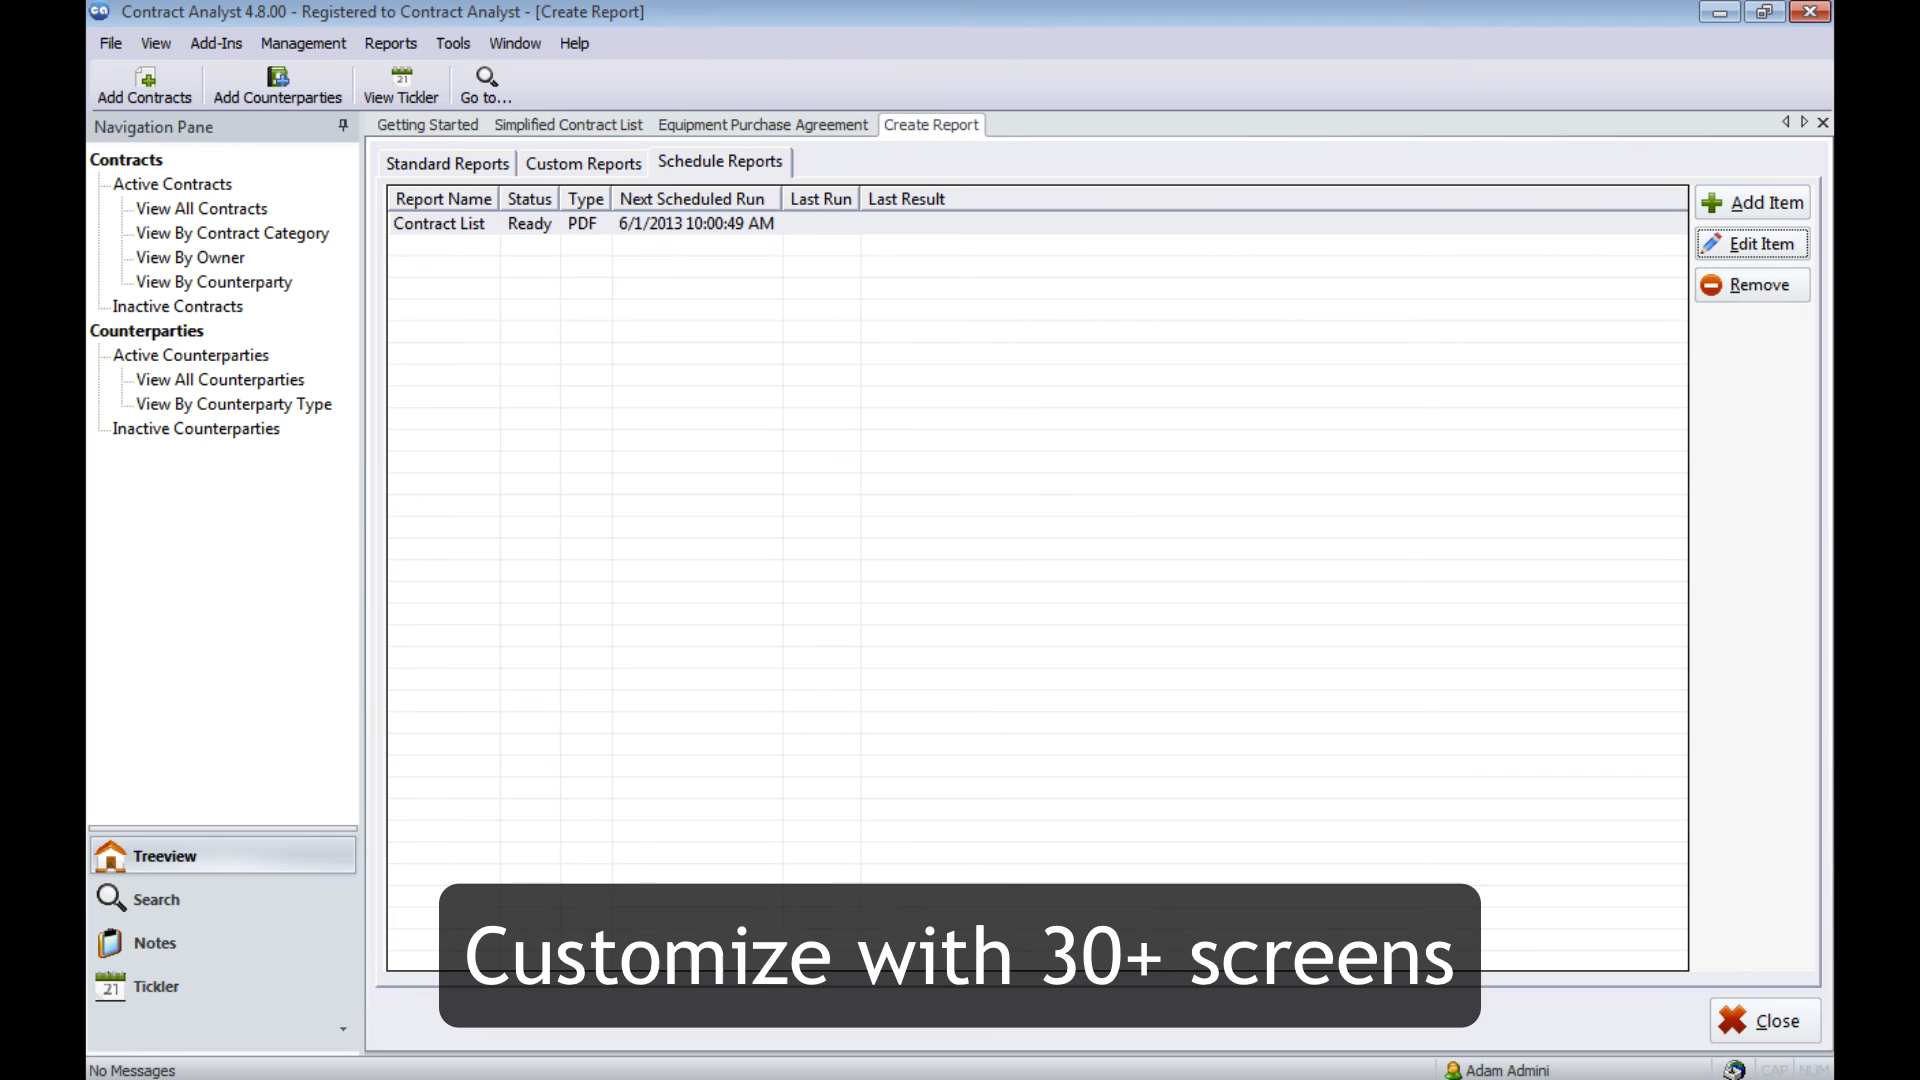 Contract Analyst 4.8.00 - Registered to Contract Analyst - [Create Report]
File View Add-Ins Management Reports Tools Window Help
Add Contracts Add Counterparties 21 View Tickler Go to...
Navigation Pane
Getting Started Simplified Contract List Equipment Purchase Agreement Create Report
Contracts
Active Contracts
View All Contracts
View By Contract Category
View By Owner
View By Counterparty
Inactive Contracts
Counterparties
Active Counterparties
View All Counterparties
View By Counterparty Type
Inactive Counterparties
Standard Reports Custom Reports Schedule Reports
Report Name Status Type Next Scheduled Run Last Run Last Result
Contract List Ready PDF 6/1/2013 10:00:49 AM
Add Item
Edit Item
Remove
Treeview
Search
Notes
21 Tickler
Customize with 30+ screens
Close
No Messages Adam Admini CAP NUM